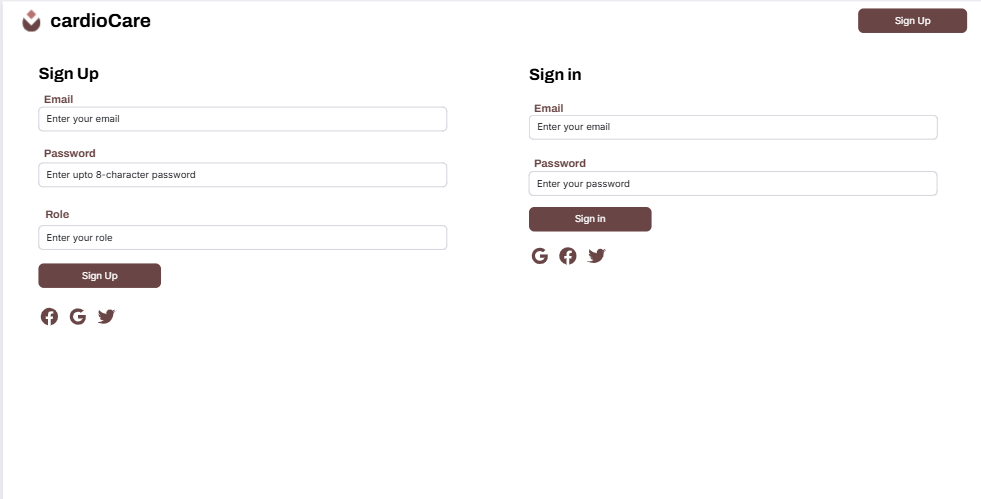 cardioCare
Sign Up
Sign Up
Email
Enter your email
Password
Enter upto 8-character password
Role
Enter your role
Sign Up
Sign in
Email
Enter your email
Password
Enter your password
Sign in